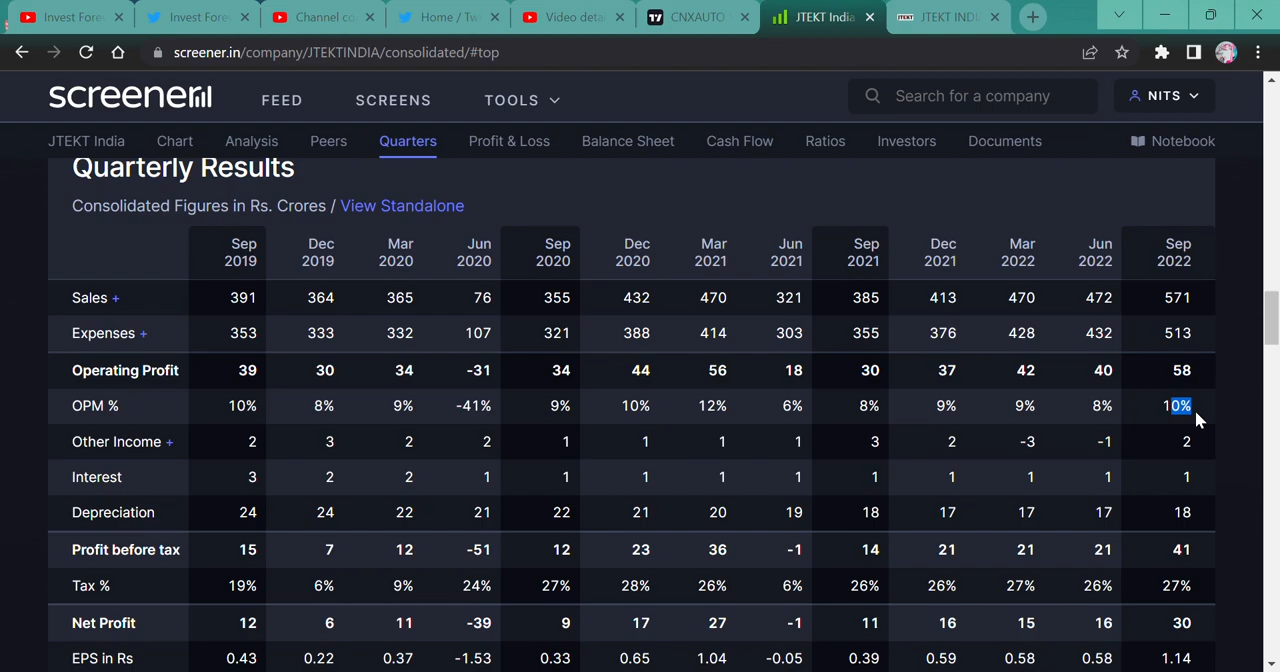 Invest Fore
Invest Fore
Channel co
Home / Tw
Video deta
CNXAUTO
JTEKT India
JTEKT INDI
screener.in/company/JTEKTINDIA/consolidated/#top
screener
FEED
SCREENS
TOOLS
Search for a company
NITS
JTEKT India
Chart
Analysis
Peers
Quarters
Profit & Loss
Balance Sheet
Cash Flow
Ratios
Investors
Documents
Notebook
Quarterly Results
Consolidated Figures in Rs. Crores / View Standalone
Sep 2019 Dec 2019 Mar 2020 Jun 2020 Sep 2020 Dec 2020 Mar 2021 Jun 2021 Sep 2021 Dec 2021 Mar 2022 Jun 2022 Sep 2022
Sales + 391 364 365 76 355 432 470 321 385 413 470 472 571
Expenses + 353 333 332 107 321 388 414 303 355 376 428 432 513
Operating Profit 39 30 34 -31 34 44 56 18 30 37 42 40 58
OPM % 10% 8% 9% -41% 9% 10% 12% 6% 8% 9% 9% 8% 10%
Other Income + 2 3 2 2 1 1 1 1 3 2 -3 -1 2
Interest 3 2 2 1 1 1 1 1 1 1 1 1 1
Depreciation 24 24 22 21 22 21 20 19 18 17 17 17 18
Profit before tax 15 7 12 -51 12 23 36 -1 14 21 21 21 41
Tax % 19% 6% 9% 24% 27% 28% 26% 6% 26% 26% 27% 26% 27%
Net Profit 12 6 11 -39 9 17 27 -1 11 16 15 16 30
EPS in Rs 0.43 0.22 0.37 -1.53 0.33 0.65 1.04 -0.05 0.39 0.59 0.58 0.58 1.14